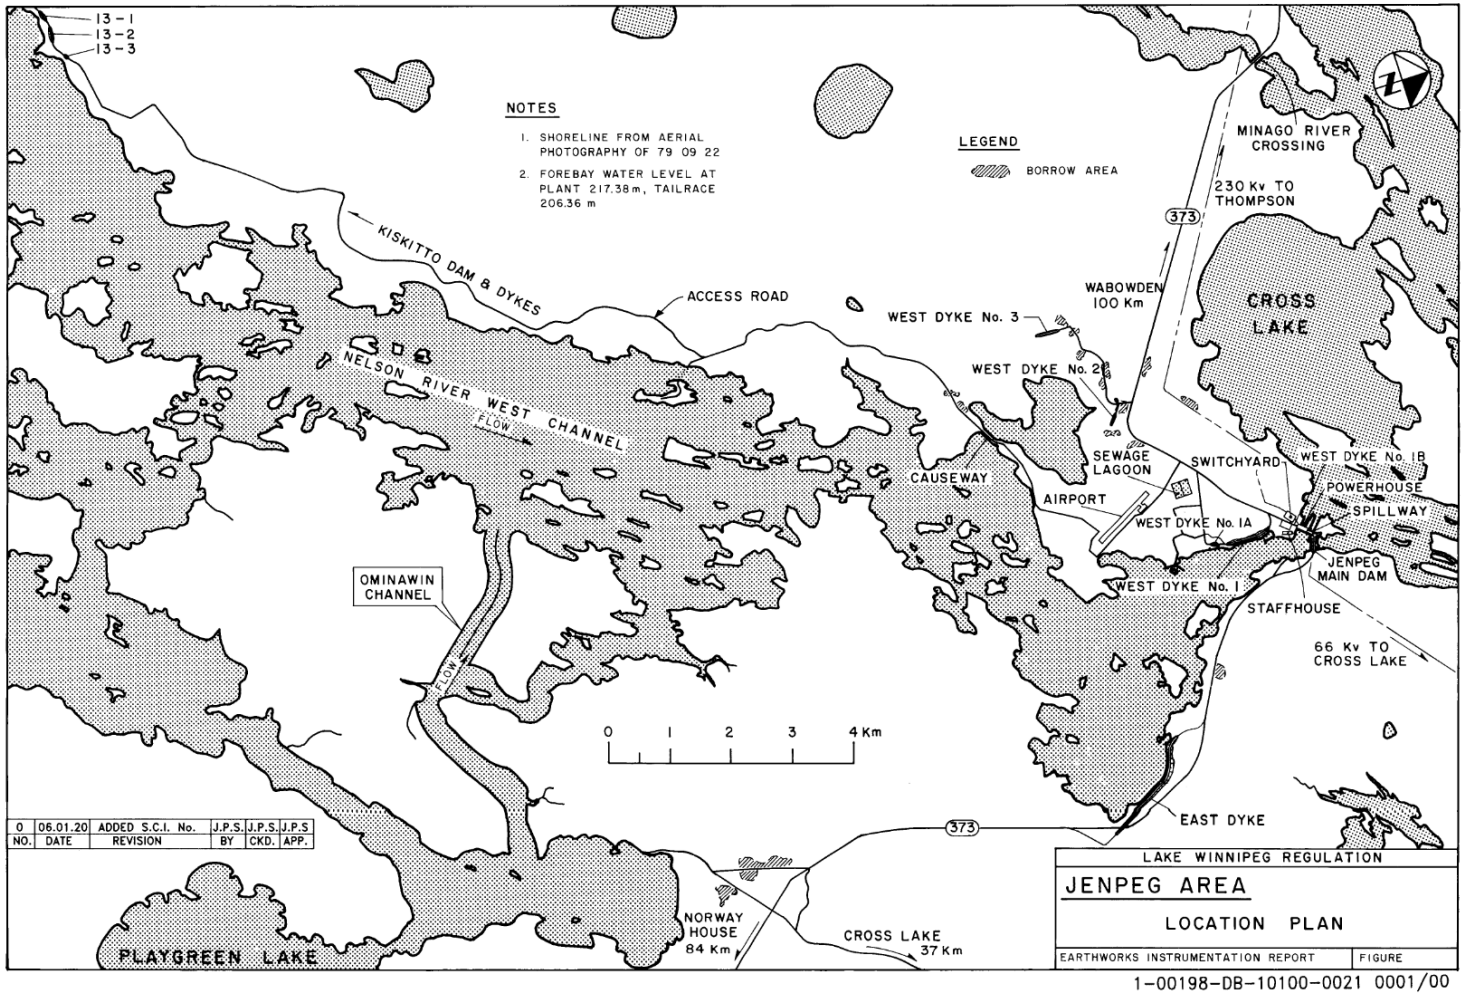 13-1
13-2
13-3
NOTES
1. SHORELINE FROM AERIAL
PHOTOGRAPHY OF 79 09 22
2. FOREBAY WATER LEVEL AT
PLANT 217.38m, TAILRACE
206.36 m
LEGEND
BORROW AREA
Z
MINAGO RIVER
CROSSING
230 Kv TO
THOMPSON
373
WABOWDEN
100 Km
CROSS
LAKE
KISKITTO DAM & DYKES
ACCESS ROAD
WEST DYKE No. 3
WEST DYKE No. 2
NELSON RIVER WEST CHANNEL
FLOW
CAUSEWAY
SEWAGE
LAGOON
SWITCHYARD
WEST DYKE No. 1B
POWERHOUSE
SPILLWAY
AIRPORT
WEST DYKE No. 1A
WEST DYKE No. 1
JENPEG
MAIN DAM
STAFFHOUSE
OMINAWIN
CHANNEL
FLOW
66 Kv TO
CROSS LAKE
0 1 2 3 4 Km
EAST DYKE
373
0 06.01.20 ADDED S.C.I. No. J.P.S. J.P.S. J.P.S
NO. DATE REVISION BY CKD. APP.
NORWAY
HOUSE
84 Km
CROSS LAKE
37 Km
PLAYGREEN LAKE
LAKE WINNIPEG REGULATION
JENPEG AREA
LOCATION PLAN
EARTHWORKS INSTRUMENTATION REPORT FIGURE
1-00198-DB-10100-0021 0001/00